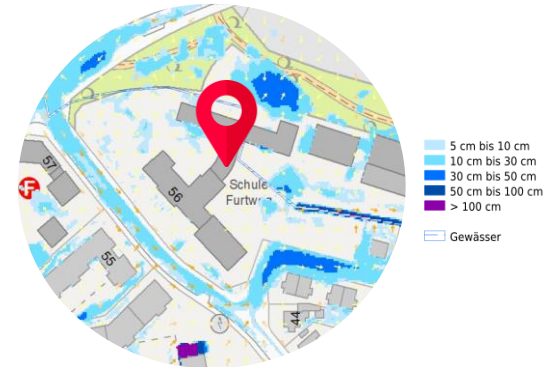 57
F
56
Schule
Furtw
55
44
5 cm bis 10 cm
10 cm bis 30 cm
30 cm bis 50 cm
50 cm bis 100 cm
> 100 cm
Gewässer